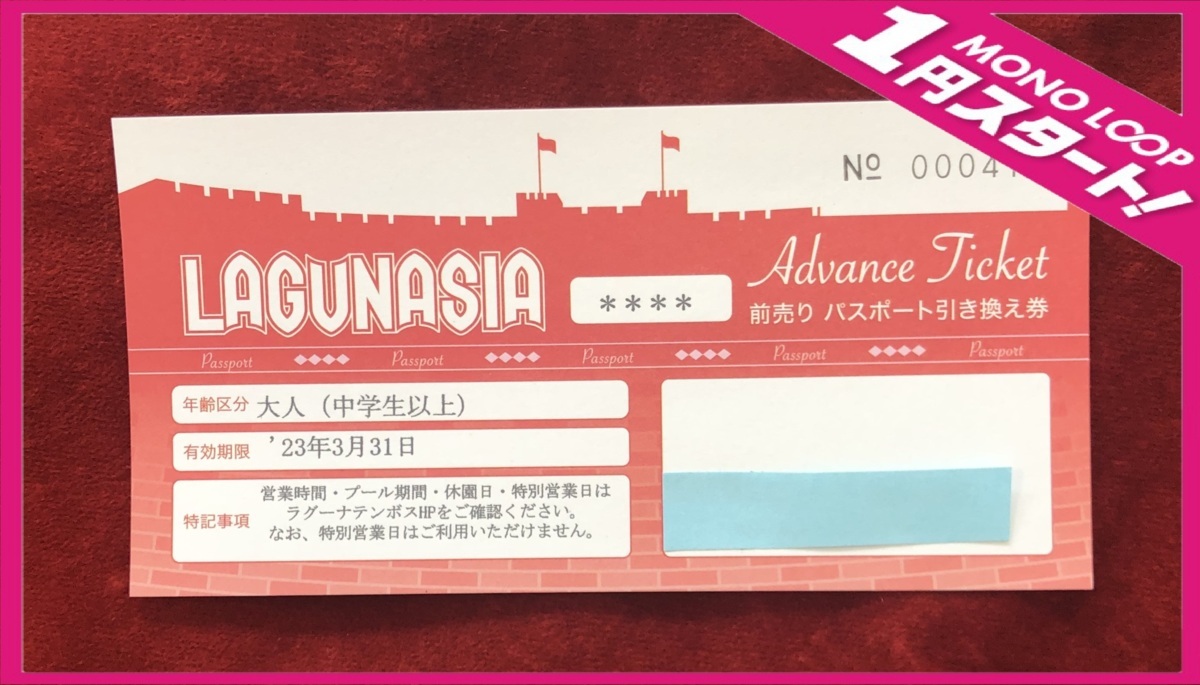 MONO LOOP
1円スタート!
№ 00041
LAGUNASIA
****
Advance Ticket
前売り パスポート引き換え券
Passport Passport Passport Passport Passport
年齢区分 大人（中学生以上）
有効期限 '23年3月31日
特記事項
営業時間・プール期間・休園日・特別営業日は
ラグーナテンボスHPをご確認ください。
なお、特別営業日はご利用いただけません。